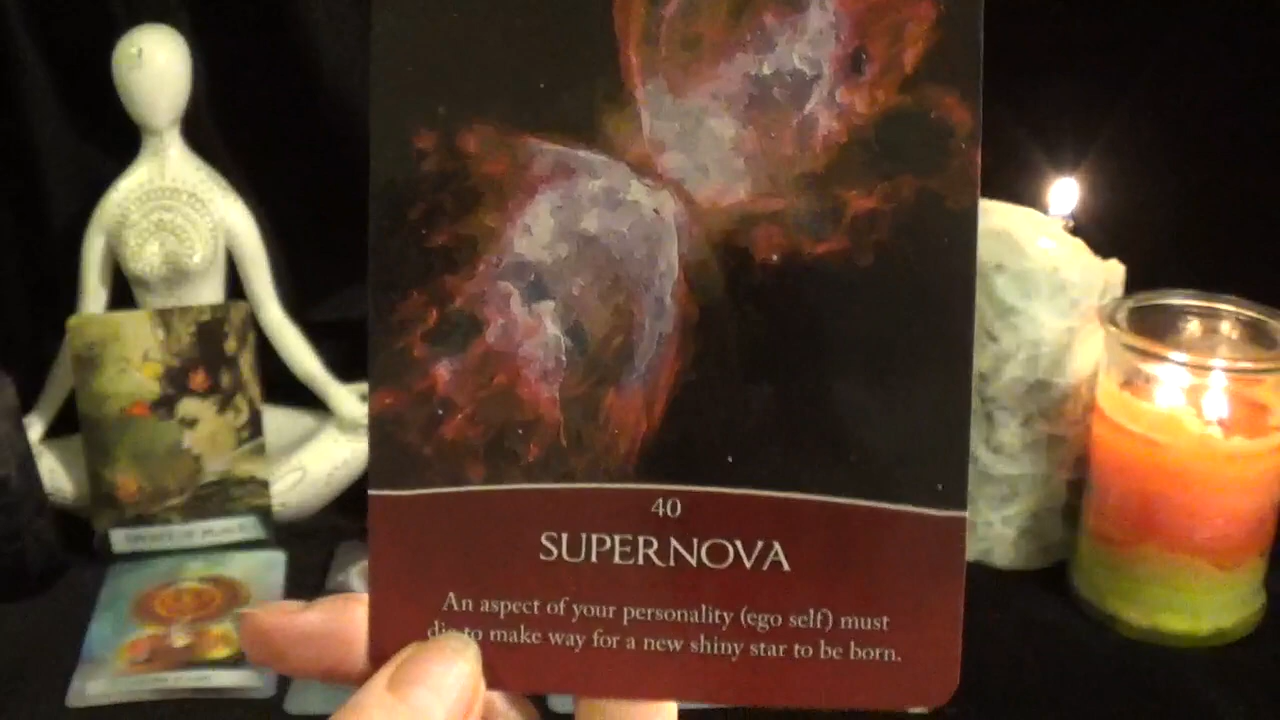 40
SUPERNOVA
An aspect of your personality (ego self) must
die to make way for a new shiny star to be born.